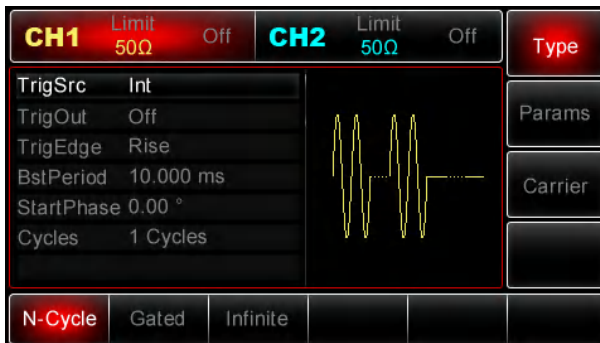 CH1 Limit 50Ω Off CH2 Limit 50Ω Off Type
TrigSrc Int
TrigOut Off
TrigEdge Rise
BstPeriod 10.000 ms
StartPhase 0.00 °
Cycles 1 Cycles
Params
Carrier
N-Cycle Gated Infinite